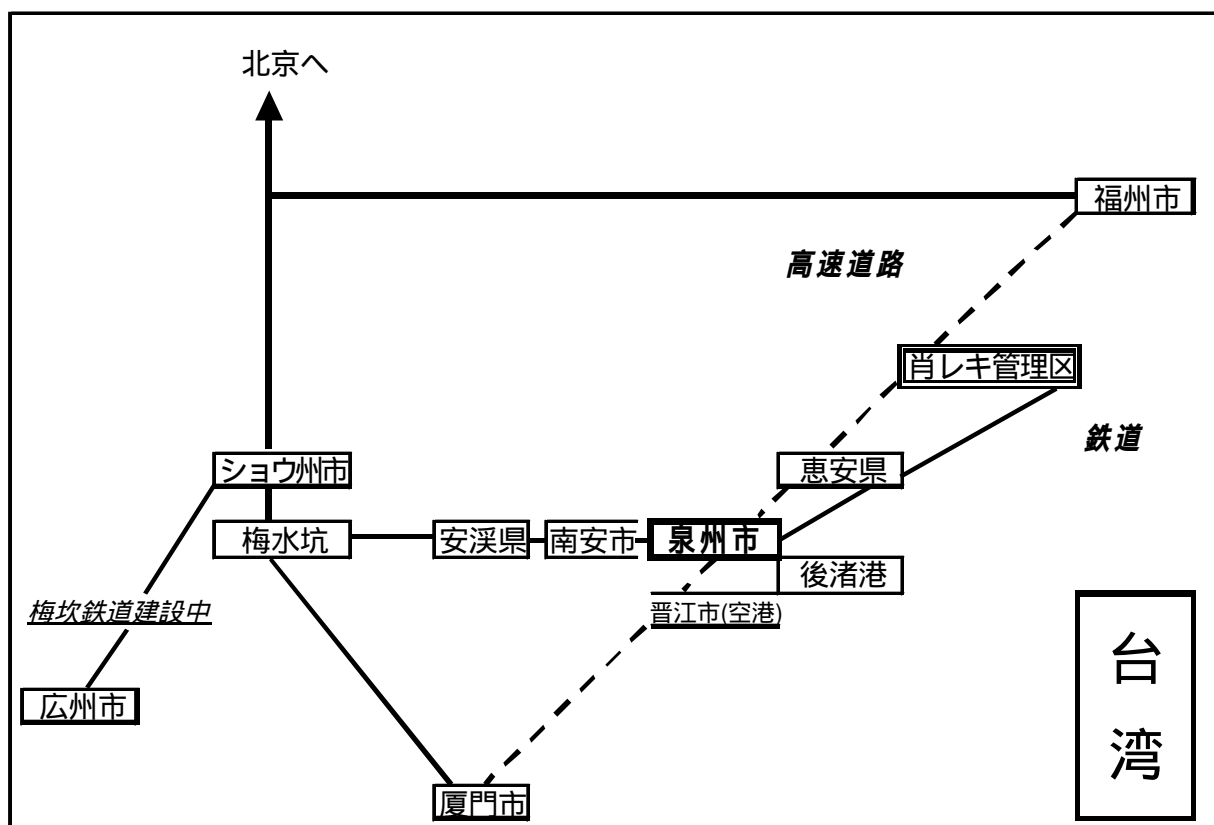 北京へ
福州市
高速道路
肖レキ管理区
鉄道
ショウ州市
恵安県
梅水坑
安渓県
南安市
泉州市
後渚港
梅坎鉄道建設中
晋江市(空港)
台
湾
広州市
厦門市